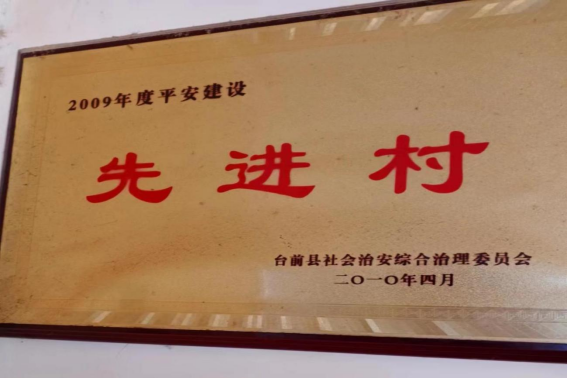 2009年度平安建设
先进村
台前县社会治安综合治理委员会
二〇一〇年四月